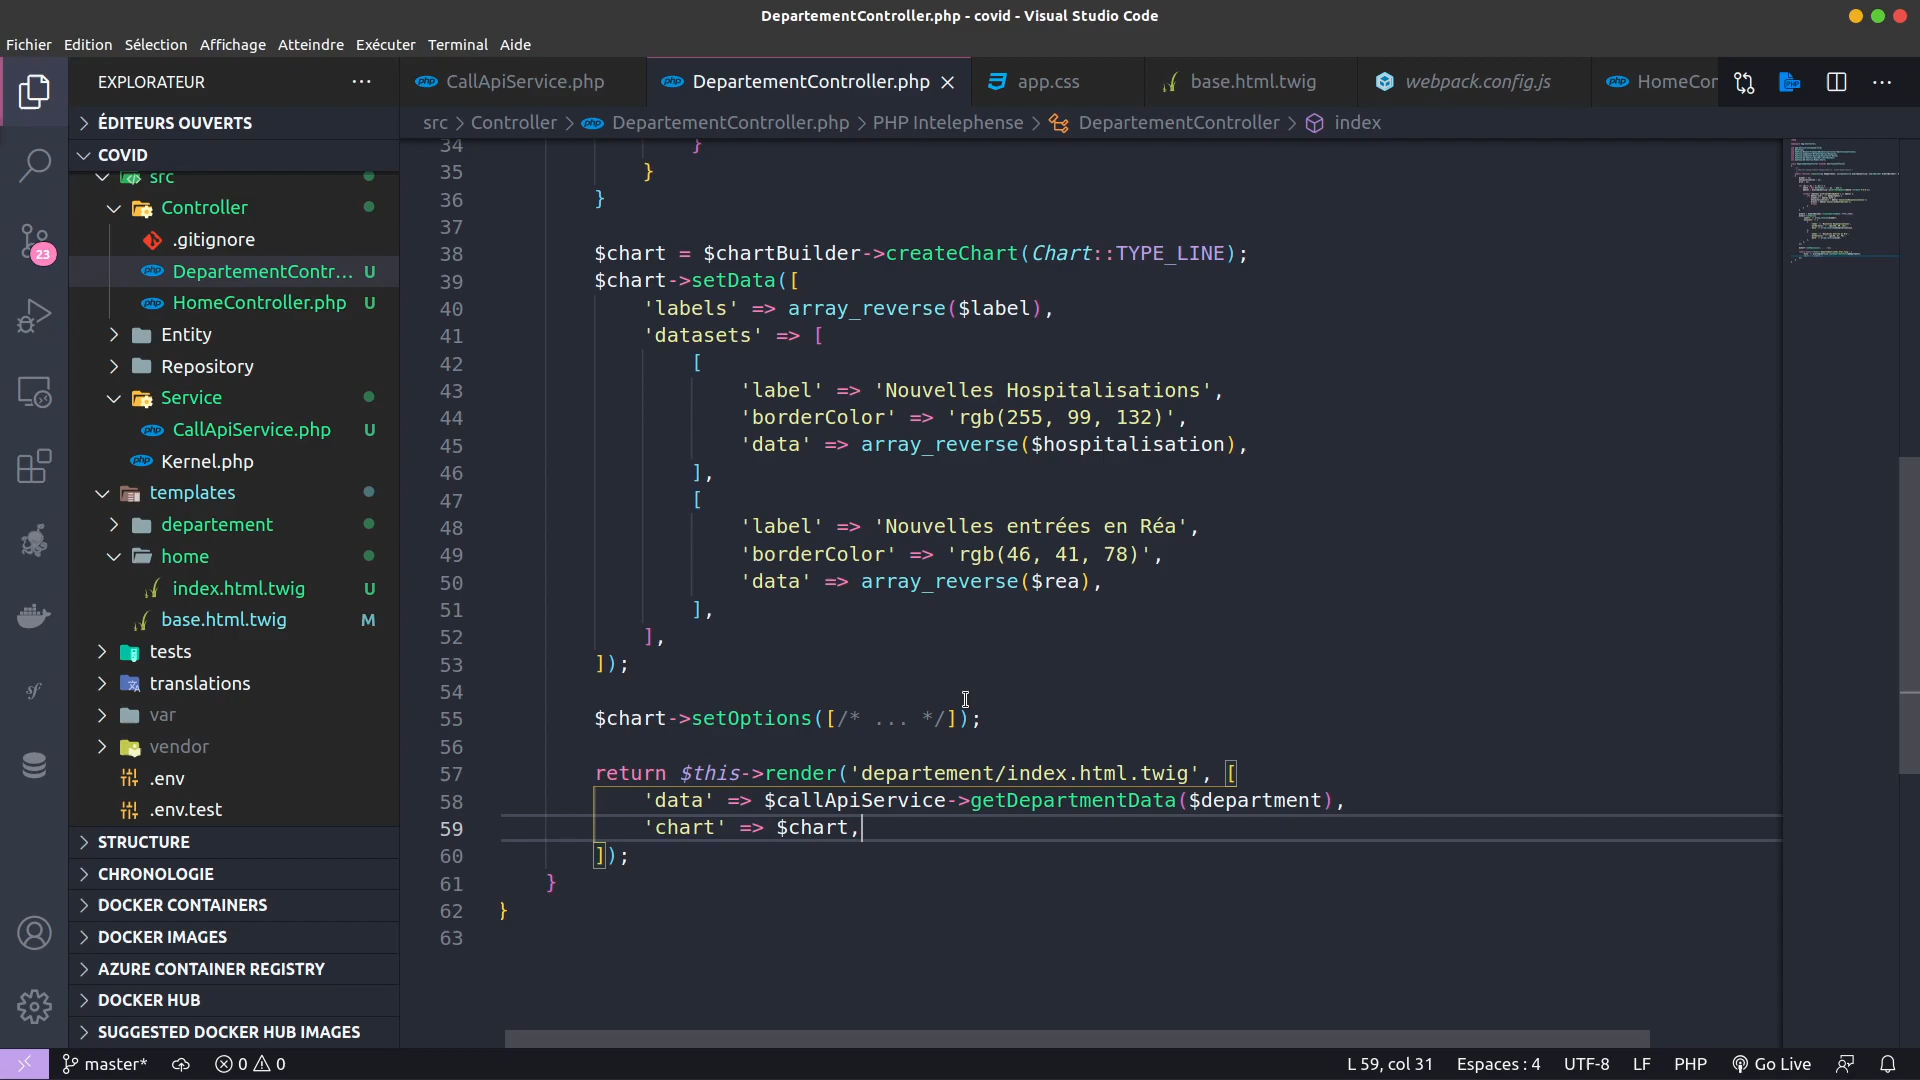 DepartementController.php - covid - Visual Studio Code
Fichier Edition Sélection Affichage Atteindre Exécuter Terminal Aide
EXPLORATEUR
CallApiService.php
DepartementController.php
app.css
base.html.twig
webpack.config.js
HomeCor
src > Controller > DepartementController.php > PHP Intelephense > DepartementController > index
ÉDITEURS OUVERTS
COVID
src
Controller
.gitignore
DepartementContr... U
HomeController.php U
Entity
Repository
Service
CallApiService.php U
Kernel.php
templates
departement
home
index.html.twig U
base.html.twig M
tests
translations
var
vendor
.env
.env.test
STRUCTURE
CHRONOLOGIE
DOCKER CONTAINERS
DOCKER IMAGES
AZURE CONTAINER REGISTRY
DOCKER HUB
SUGGESTED DOCKER HUB IMAGES
23
34 }
35 }
36 }
37
38 $chart = $chartBuilder->createChart(Chart::TYPE_LINE);
39 $chart->setData([
40 'labels' => array_reverse($label),
41 'datasets' => [
42 [
43 'label' => 'Nouvelles Hospitalisations',
44 'borderColor' => 'rgb(255, 99, 132)',
45 'data' => array_reverse($hospitalisation),
46 ],
47 [
48 'label' => 'Nouvelles entrées en Réa',
49 'borderColor' => 'rgb(46, 41, 78)',
50 'data' => array_reverse($rea),
51 ],
52 ],
53 ]);
54
55 $chart->setOptions([/* ... */]);
56
57 return $this->render('departement/index.html.twig', [
58 'data' => $callApiService->getDepartmentData($department),
59 'chart' => $chart,
60 ]);
61 }
62 }
63
master* 0 0 L 59, col 31 Espaces : 4 UTF-8 LF PHP Go Live